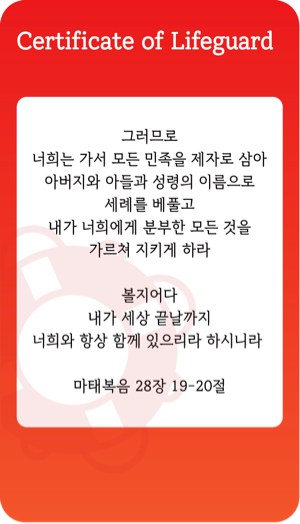 Certificate of Lifeguard
그러므로
너희는 가서 모든 민족을 제자로 삼아
아버지와 아들과 성령의 이름으로
세례를 베풀고
내가 너희에게 분부한 모든 것을
가르쳐 지키게 하라
볼지어다
내가 세상 끝날까지
너희와 항상 함께 있으리라 하시니라
마태복음 28장 19-20절